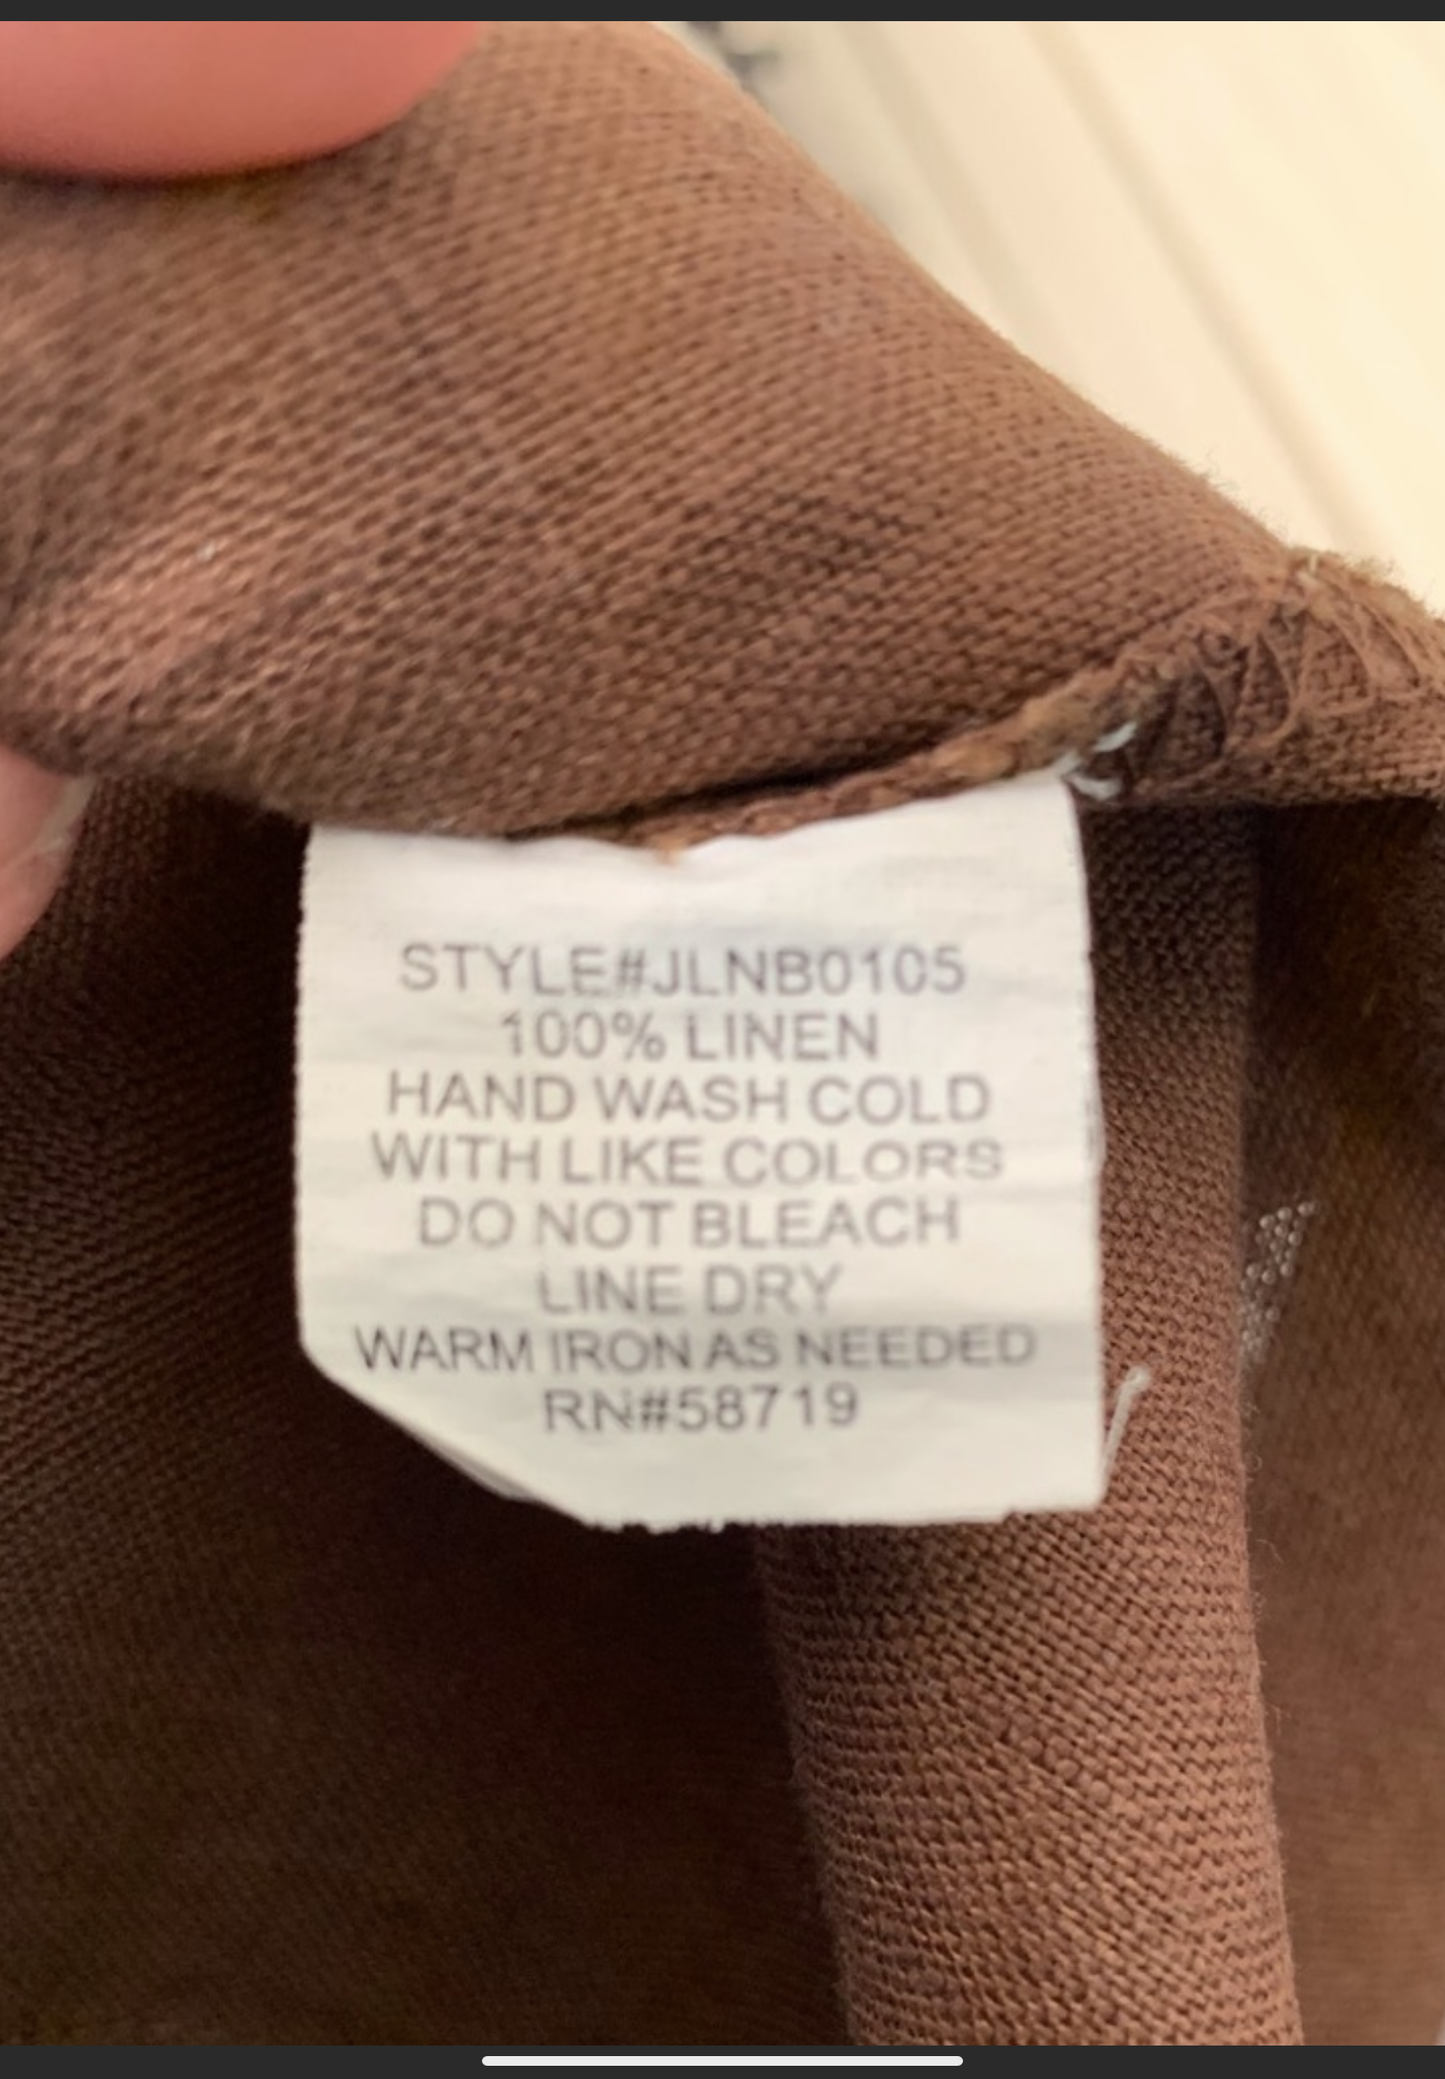 STYLE#JLNB0105
100% LINEN
HAND WASH COLD
WITH LIKE COLORS
DO NOT BLEACH
LINE DRY
WARM IRON AS NEEDED
RN#58719